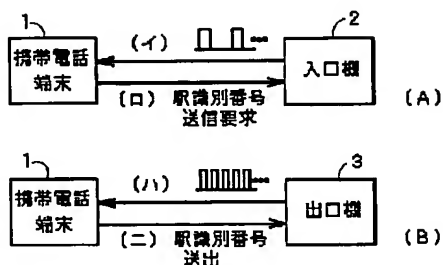 1
携帯電話
端末
(イ)
(ロ) 駅識別番号
送信要求
2
入口機
(A)
1
携帯電話
端末
(ハ)
(ニ) 駅識別番号
送出
3
出口機
(B)